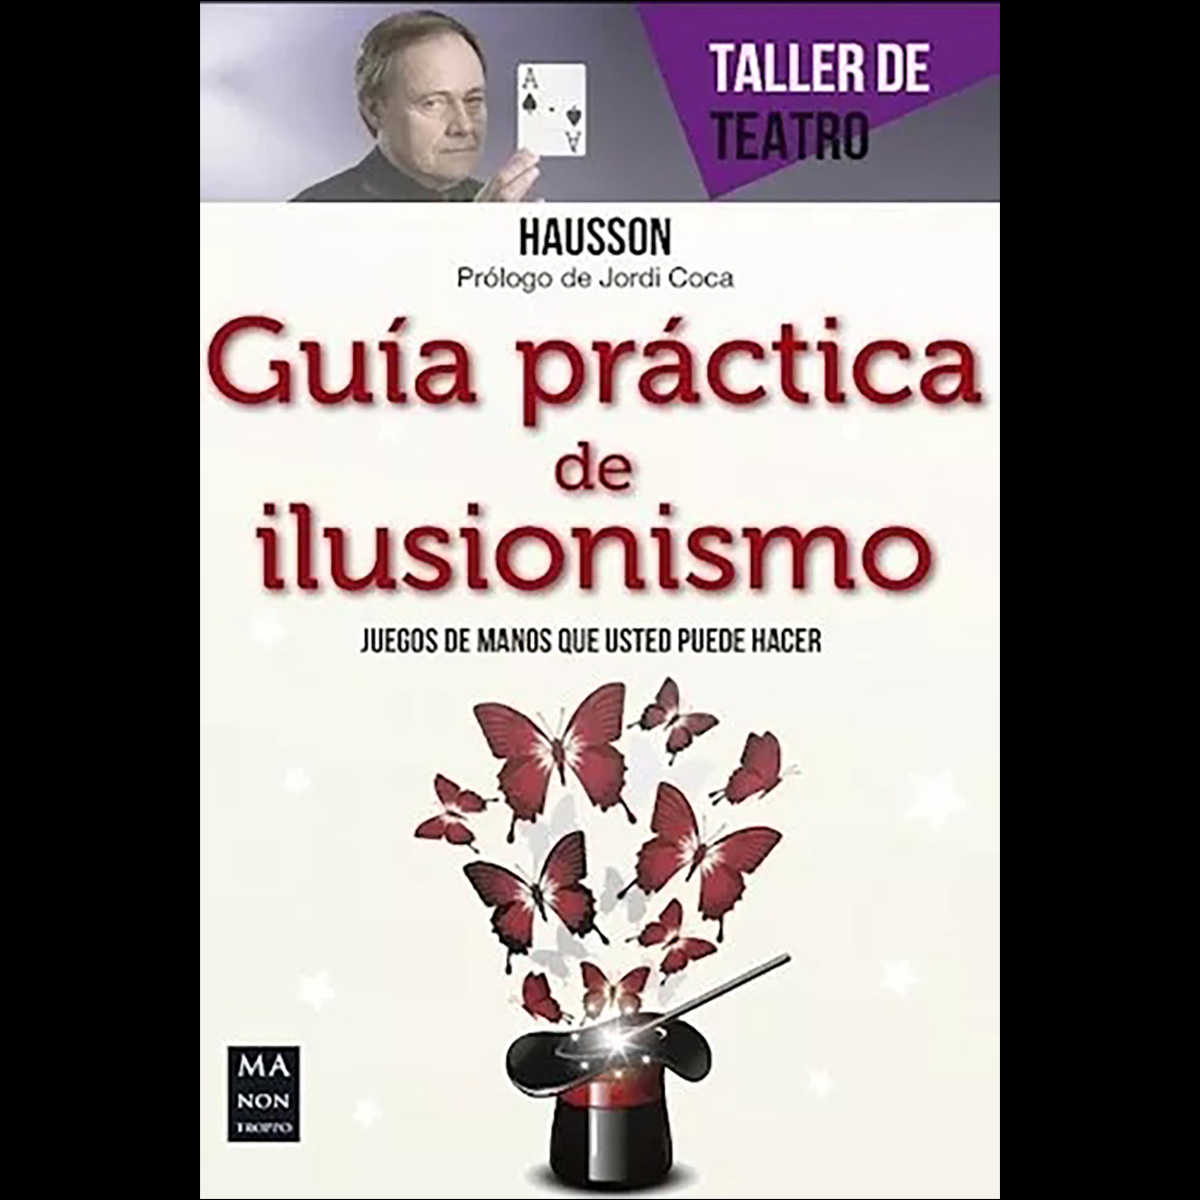 TALLER DE
TEATRO
A
A
HAUSSON
Prólogo de Jordi Coca
Guía práctica
de
ilusionismo
JUEGOS DE MANOS QUE USTED PUEDE HACER
MA
NON
TROPPO